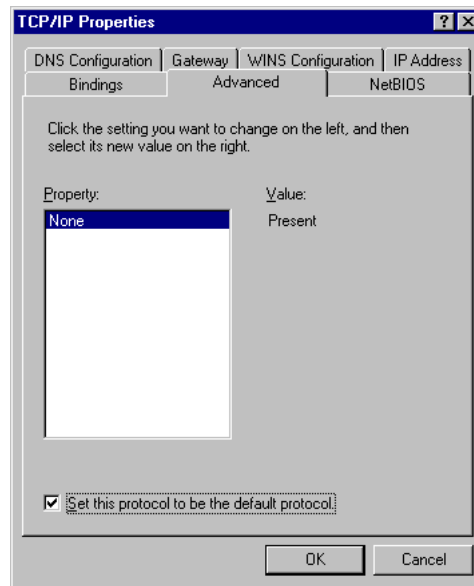 TCP/IP Properties
DNS Configuration Gateway WINS Configuration IP Address
Bindings Advanced NetBIOS
Click the setting you want to change on the left, and then
select its new value on the right.
Property: Value:
None Present
Set this protocol to be the default protocol.
OK Cancel